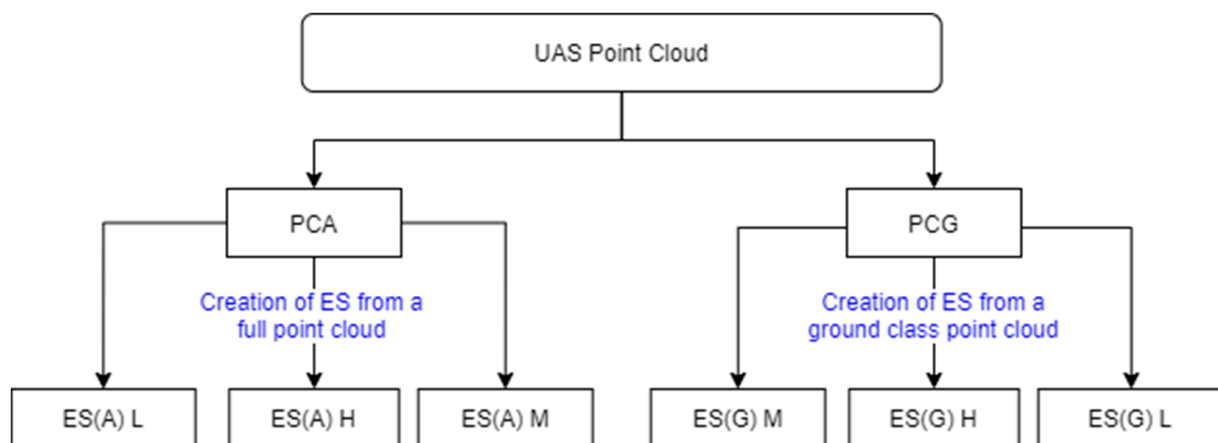 UAS Point Cloud
PCA
PCG
Creation of ES from a
full point cloud
Creation of ES from a
ground class point cloud
ES(A) L
ES(A) H
ES(A) M
ES(G) M
ES(G) H
ES(G) L